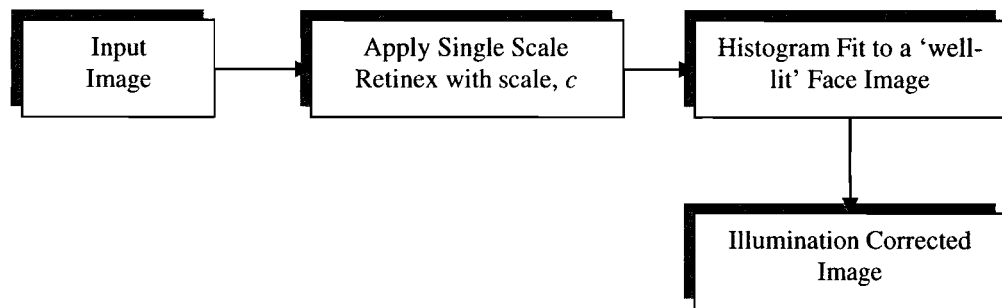 Input
Image
Apply Single Scale
Retinex with scale, c
Histogram Fit to a ‘well-
lit’ Face Image
Illumination Corrected
Image